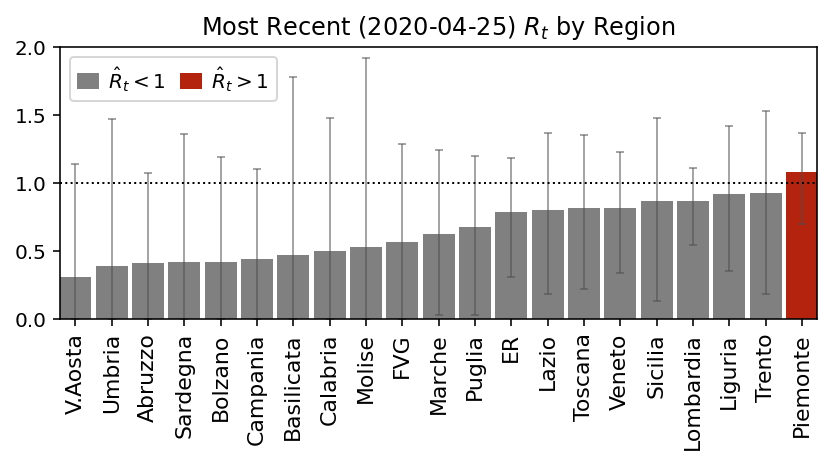 Most Recent (2020-04-25) $R_t$ by Region
$\hat{R}_t < 1$ $\hat{R}_t > 1$
2.0
1.5
1.0
0.5
0.0
V.Aosta
Umbria
Abruzzo
Sardegna
Bolzano
Campania
Basilicata
Calabria
Molise
FVG
Marche
Puglia
ER
Lazio
Toscana
Veneto
Sicilia
Lombardia
Liguria
Trento
Piemonte